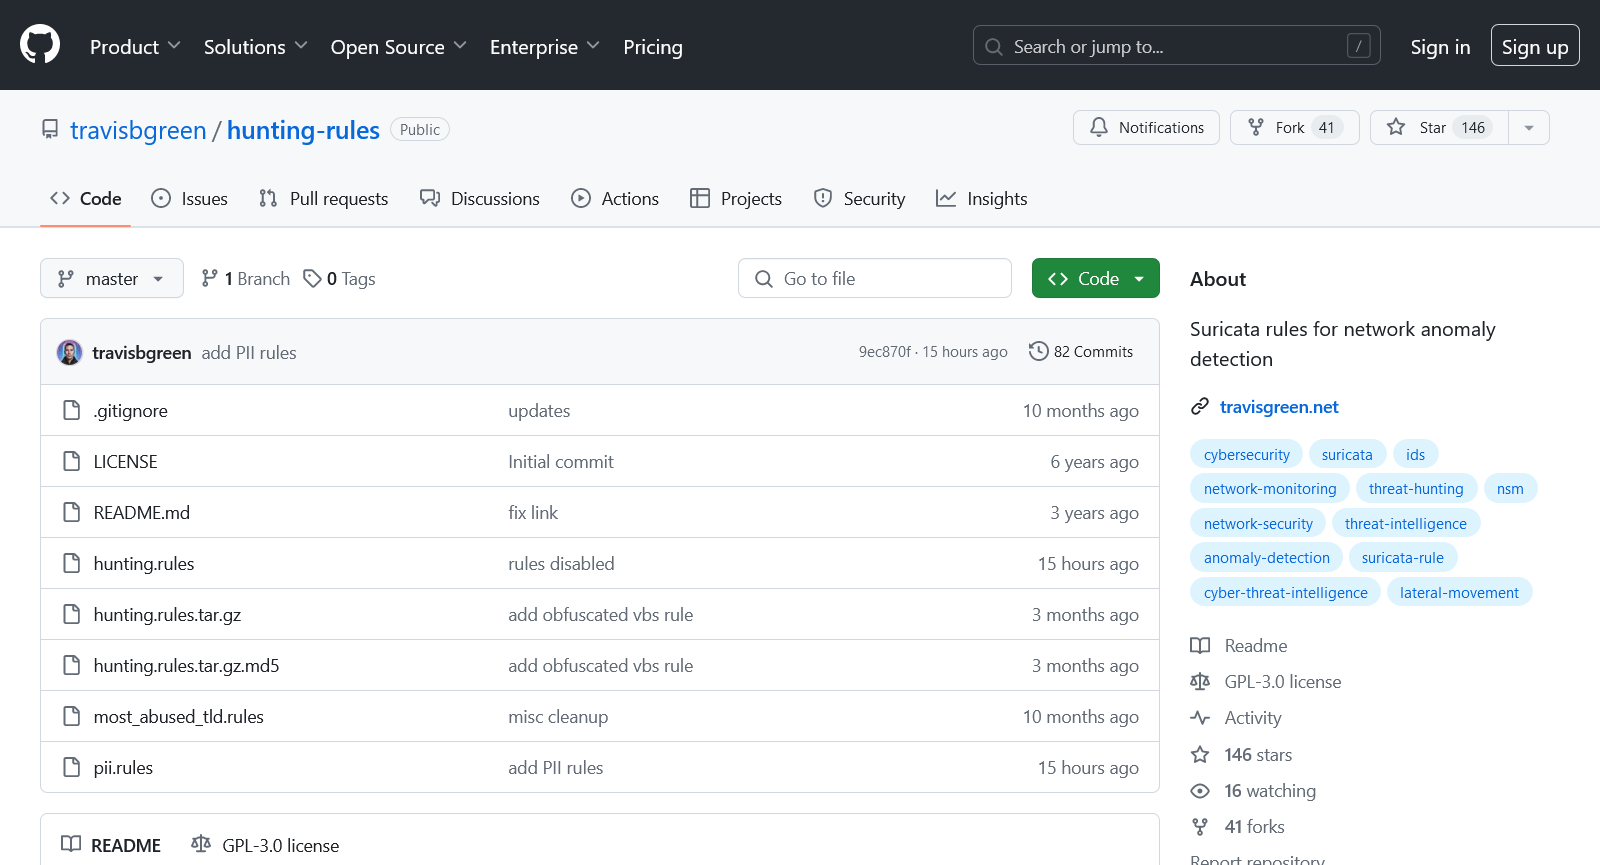 Product Solutions Open Source Enterprise Pricing Search or jump to... / Sign in Sign up
travisbgreen / hunting-rules Public Notifications Fork 41 Star 146
Code Issues Pull requests Discussions Actions Projects Security Insights
master 1 Branch 0 Tags Go to file Code
travisbgreen add PII rules 9ec870f · 15 hours ago 82 Commits
.gitignore updates 10 months ago
LICENSE Initial commit 6 years ago
README.md fix link 3 years ago
hunting.rules rules disabled 15 hours ago
hunting.rules.tar.gz add obfuscated vbs rule 3 months ago
hunting.rules.tar.gz.md5 add obfuscated vbs rule 3 months ago
most_abused_tld.rules misc cleanup 10 months ago
pii.rules add PII rules 15 hours ago
README GPL-3.0 license
About
Suricata rules for network anomaly
detection
travisgreen.net
cybersecurity suricata ids
network-monitoring threat-hunting nsm
network-security threat-intelligence
anomaly-detection suricata-rule
cyber-threat-intelligence lateral-movement
Readme
GPL-3.0 license
Activity
146 stars
16 watching
41 forks
Report repository